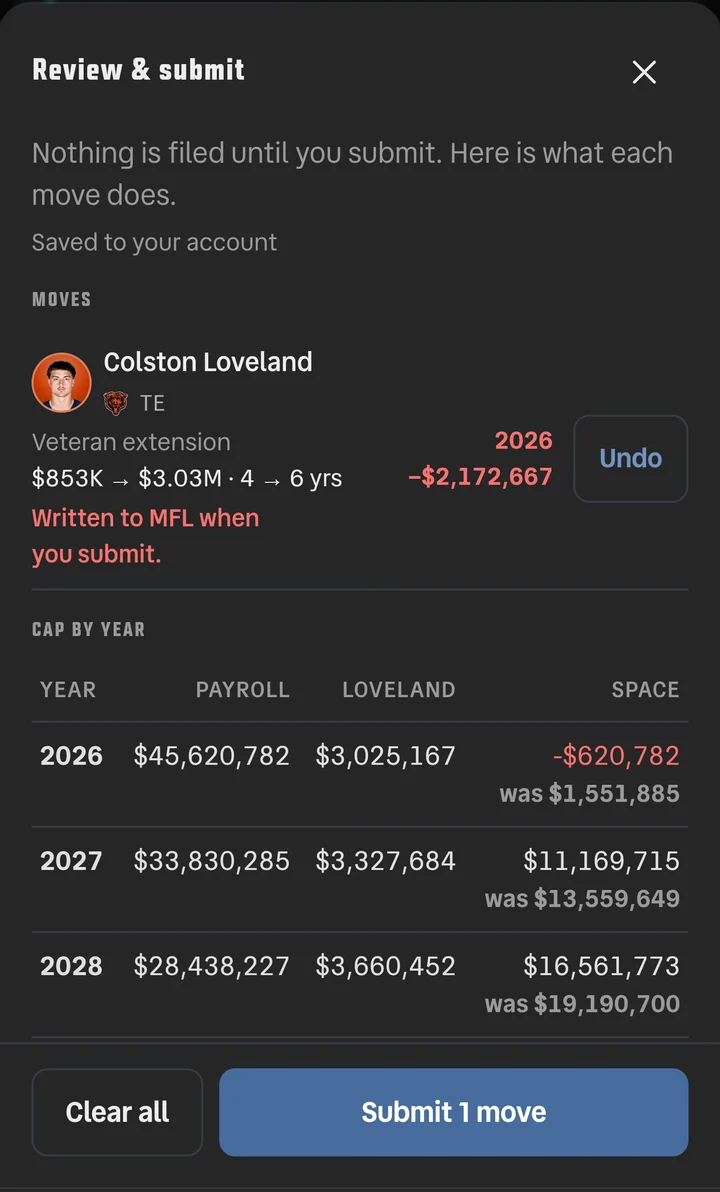 Review & submit
Nothing is filed until you submit. Here is what each
move does.
Saved to your account
MOVES
Colston Loveland
TE
Veteran extension
$853K → $3.03M · 4 → 6 yrs
Written to MFL when
you submit.
2026
−$2,172,667
Undo
CAP BY YEAR
YEAR PAYROLL LOVELAND SPACE
2026 $45,620,782 $3,025,167 -$620,782
was $1,551,885
2027 $33,830,285 $3,327,684 $11,169,715
was $13,559,649
2028 $28,438,227 $3,660,452 $16,561,773
was $19,190,700
Clear all
Submit 1 move